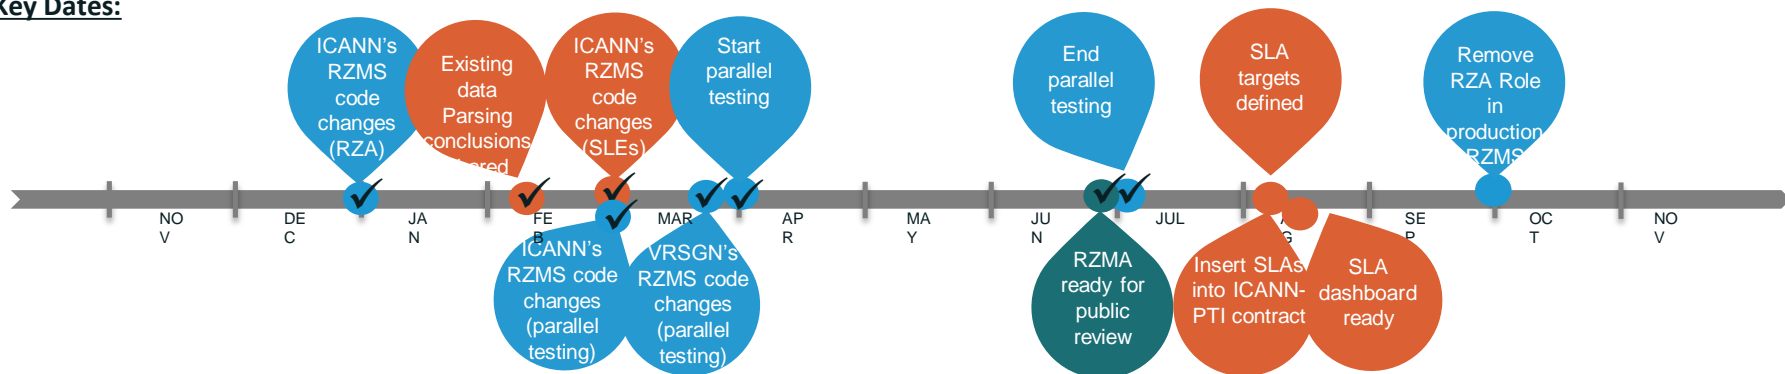 Key Dates:
ICANN's
RZMS
code
changes
(RZA)
Existing
data
Parsing
conclusions
ICANN's
RZMS
code
changes
(SLEs)
Start
parallel
testing
End
parallel
testing
SLA
targets
defined
Remove
RZA Role
in
production
RZMS
NO
V
DE
C
JA
N
FE
B
MAR
AP
R
MA
Y
JU
N
JUL
G
SE
P
OC
T
NO
V
ICANN's
RZMS code
changes
(parallel
testing)
VRSGN's
RZMS code
changes
(parallel
testing)
RZMA
ready for
public
review
Insert SLAs
into ICANN-
PTI contract
SLA
dashboard
ready